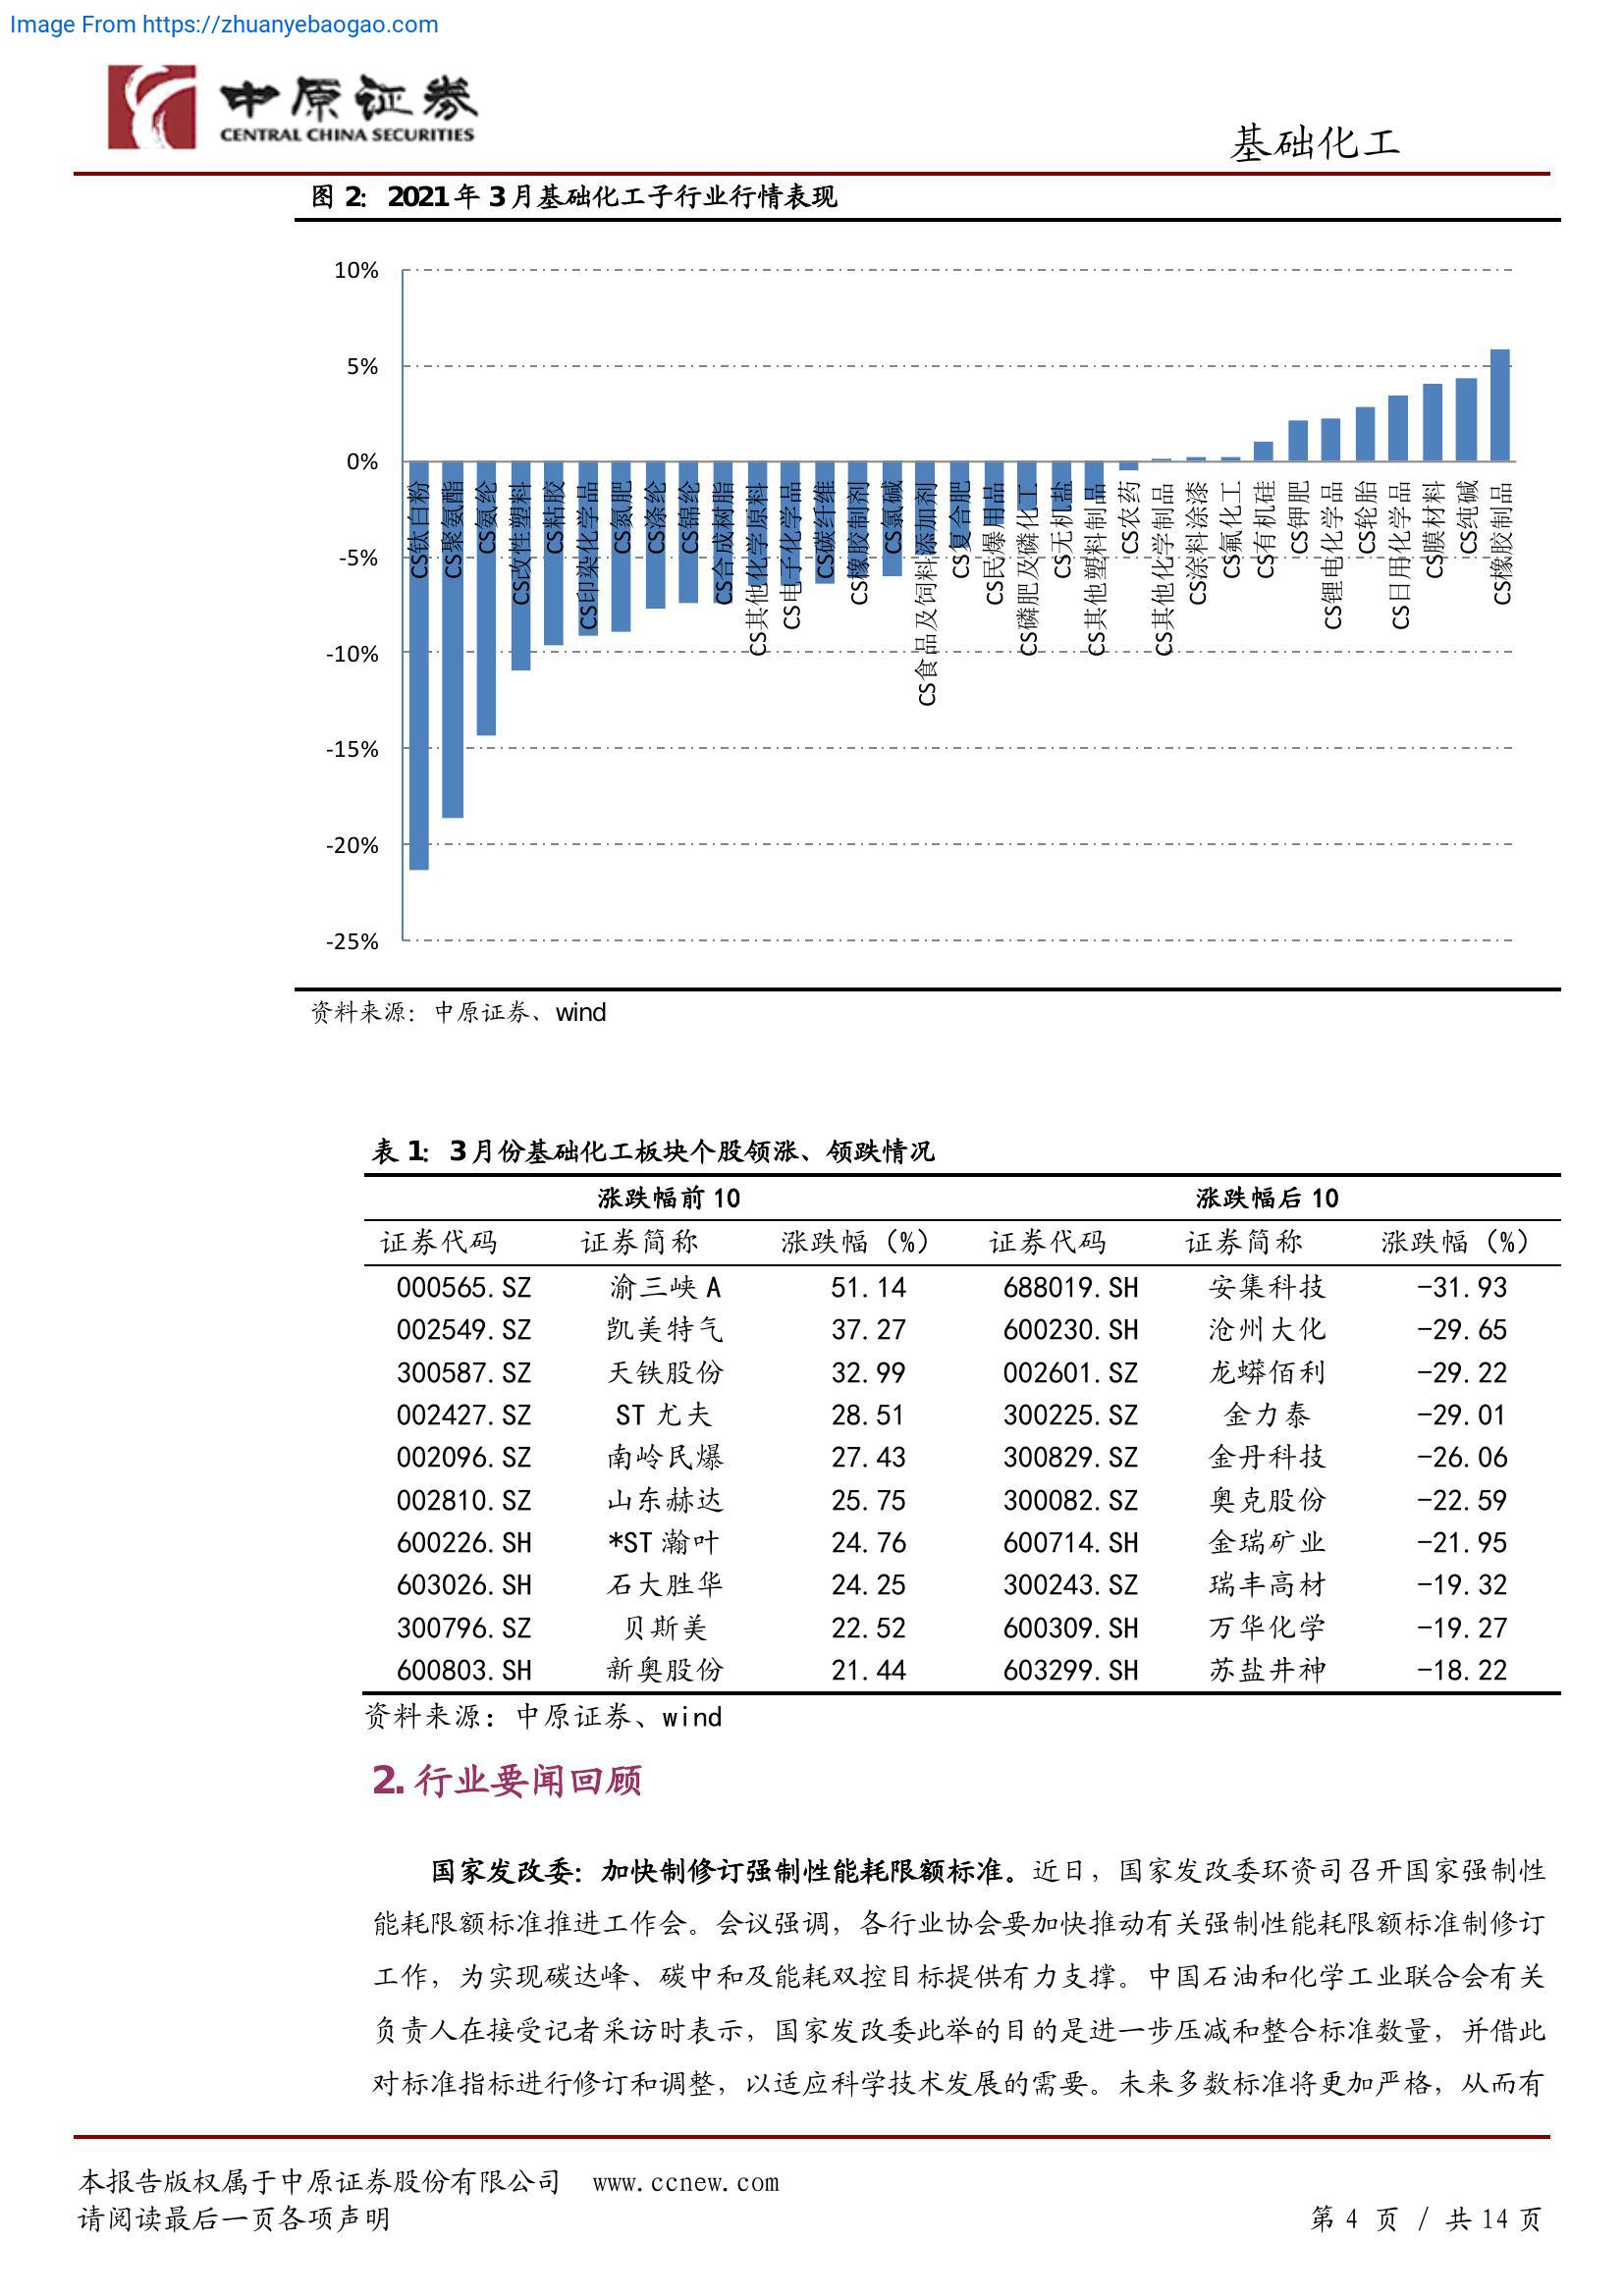 Image From https://zhuanyebaogao.com
中原证券
CENTRAL CHINA SECURITIES
基础化工
图 2: 2021 年 3 月基础化工子行业行情表现
10%
5%
0%
-5%
-10%
-15%
-20%
-25%
CS钛白粉
CS聚氨酯
CS氨纶
CS改性塑料
CS粘胶
CS印染化学品
CS氮肥
CS涤纶
CS锦纶
CS合成树脂
CS其他化学原料
CS电子化学品
CS碳纤维
CS橡胶制剂
CS氯碱
CS食品及饲料添加剂
CS复合肥
CS民爆用品
CS磷肥及磷化工
CS无机盐
CS其他塑料制品
CS农药
CS其他化学制品
CS涂料涂漆
CS氟化工
CS有机硅
CS钾肥
CS锂电化学品
CS轮胎
CS日用化学品
CS膜材料
CS纯碱
CS橡胶制品
资料来源：中原证券、wind
表 1: 3 月份基础化工板块个股领涨、领跌情况
涨跌幅前 10 涨跌幅后 10
证券代码 证券简称 涨跌幅（%） 证券代码 证券简称 涨跌幅（%）
000565.SZ 渝三峡 A 51.14 688019.SH 安集科技 -31.93
002549.SZ 凯美特气 37.27 600230.SH 沧州大化 -29.65
300587.SZ 天铁股份 32.99 002601.SZ 龙蟒佰利 -29.22
002427.SZ ST 尤夫 28.51 300225.SZ 金力泰 -29.01
002096.SZ 南岭民爆 27.43 300829.SZ 金丹科技 -26.06
002810.SZ 山东赫达 25.75 300082.SZ 奥克股份 -22.59
600226.SH *ST 瀚叶 24.76 600714.SH 金瑞矿业 -21.95
603026.SH 石大胜华 24.25 300243.SZ 瑞丰高材 -19.32
300796.SZ 贝斯美 22.52 600309.SH 万华化学 -19.27
600803.SH 新奥股份 21.44 603299.SH 苏盐井神 -18.22
资料来源：中原证券、wind
2. 行业要闻回顾
国家发改委：加快制修订强制性能耗限额标准。近日，国家发改委环资司召开国家强制性
能耗限额标准推进工作会。会议强调，各行业协会要加快推动有关强制性能耗限额标准制修订
工作，为实现碳达峰、碳中和及能耗双控目标提供有力支撑。中国石油和化学工业联合会有关
负责人在接受记者采访时表示，国家发改委此举的目的是进一步压减和整合标准数量，并借此
对标准指标进行修订和调整，以适应科学技术发展的需要。未来多数标准将更加严格，从而有
本报告版权属于中原证券股份有限公司 www.ccnew.com
请阅读最后一页各项声明 第 4 页 / 共 14 页